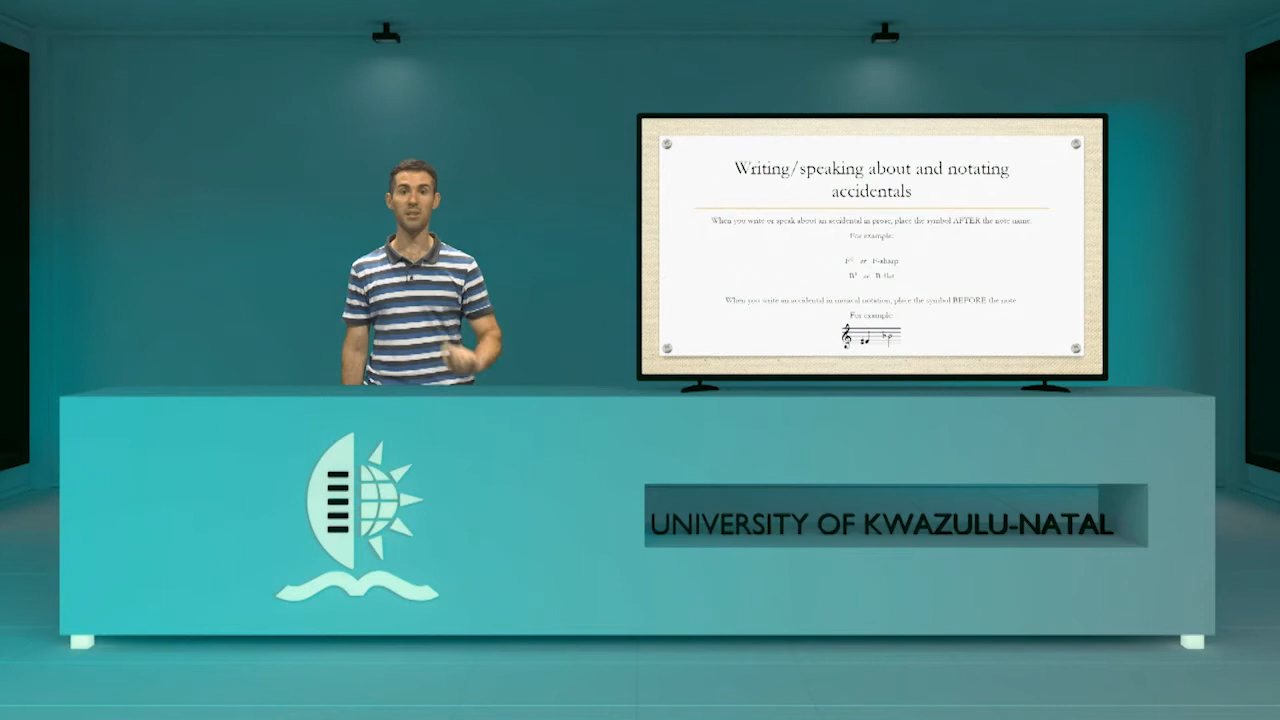 Writing/speaking about and notating
accidentals
When you write or speak about an accidental in prose, place the symbol AFTER the note name.
For example:
F♯ or F-sharp
B♭ or B-flat
When you write an accidental in musical notation, place the symbol BEFORE the note
For example:
UNIVERSITY OF KWAZULU-NATAL